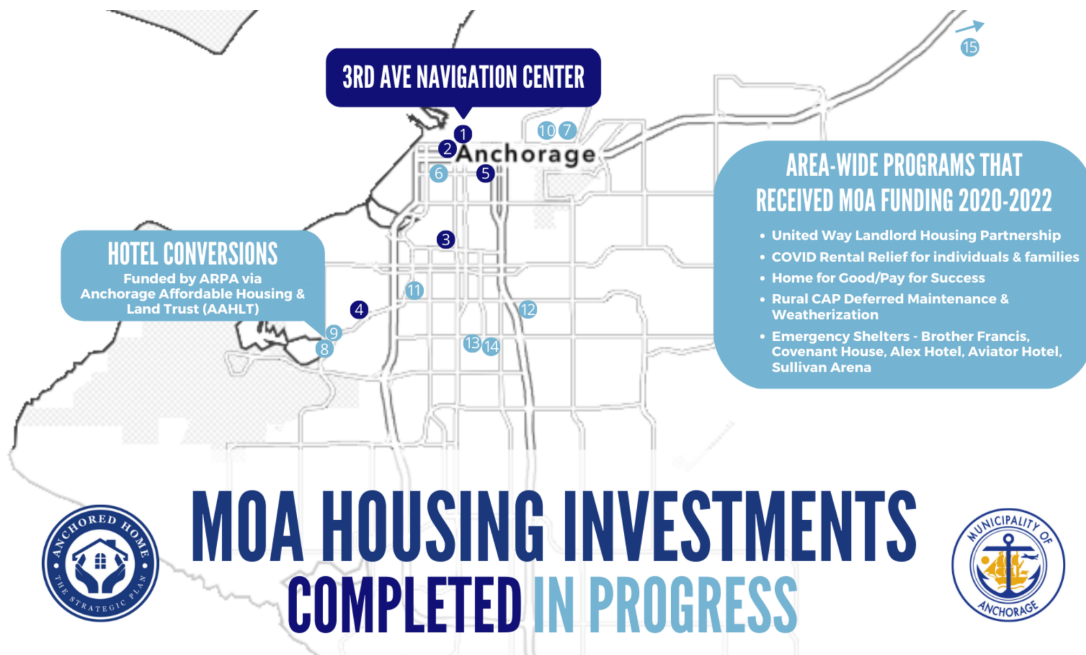 15
3RD AVE NAVIGATION CENTER
1
10
7
2
Anchorage
6
5
AREA-WIDE PROGRAMS THAT
RECEIVED MOA FUNDING 2020-2022
• United Way Landlord Housing Partnership
• COVID Rental Relief for individuals & families
• Home for Good/Pay for Success
• Rural CAP Deferred Maintenance &
Weatherization
• Emergency Shelters - Brother Francis,
Covenant House, Alex Hotel, Aviator Hotel,
Sullivan Arena
3
HOTEL CONVERSIONS
Funded by ARPA via
Anchorage Affordable Housing &
Land Trust (AAHLT)
11
4
12
9
8
13
14
MOA HOUSING INVESTMENTS
COMPLETED IN PROGRESS
ANCHORED HOME
THE STRATEGIC PLAN
MUNICIPALITY OF
ANCHORAGE